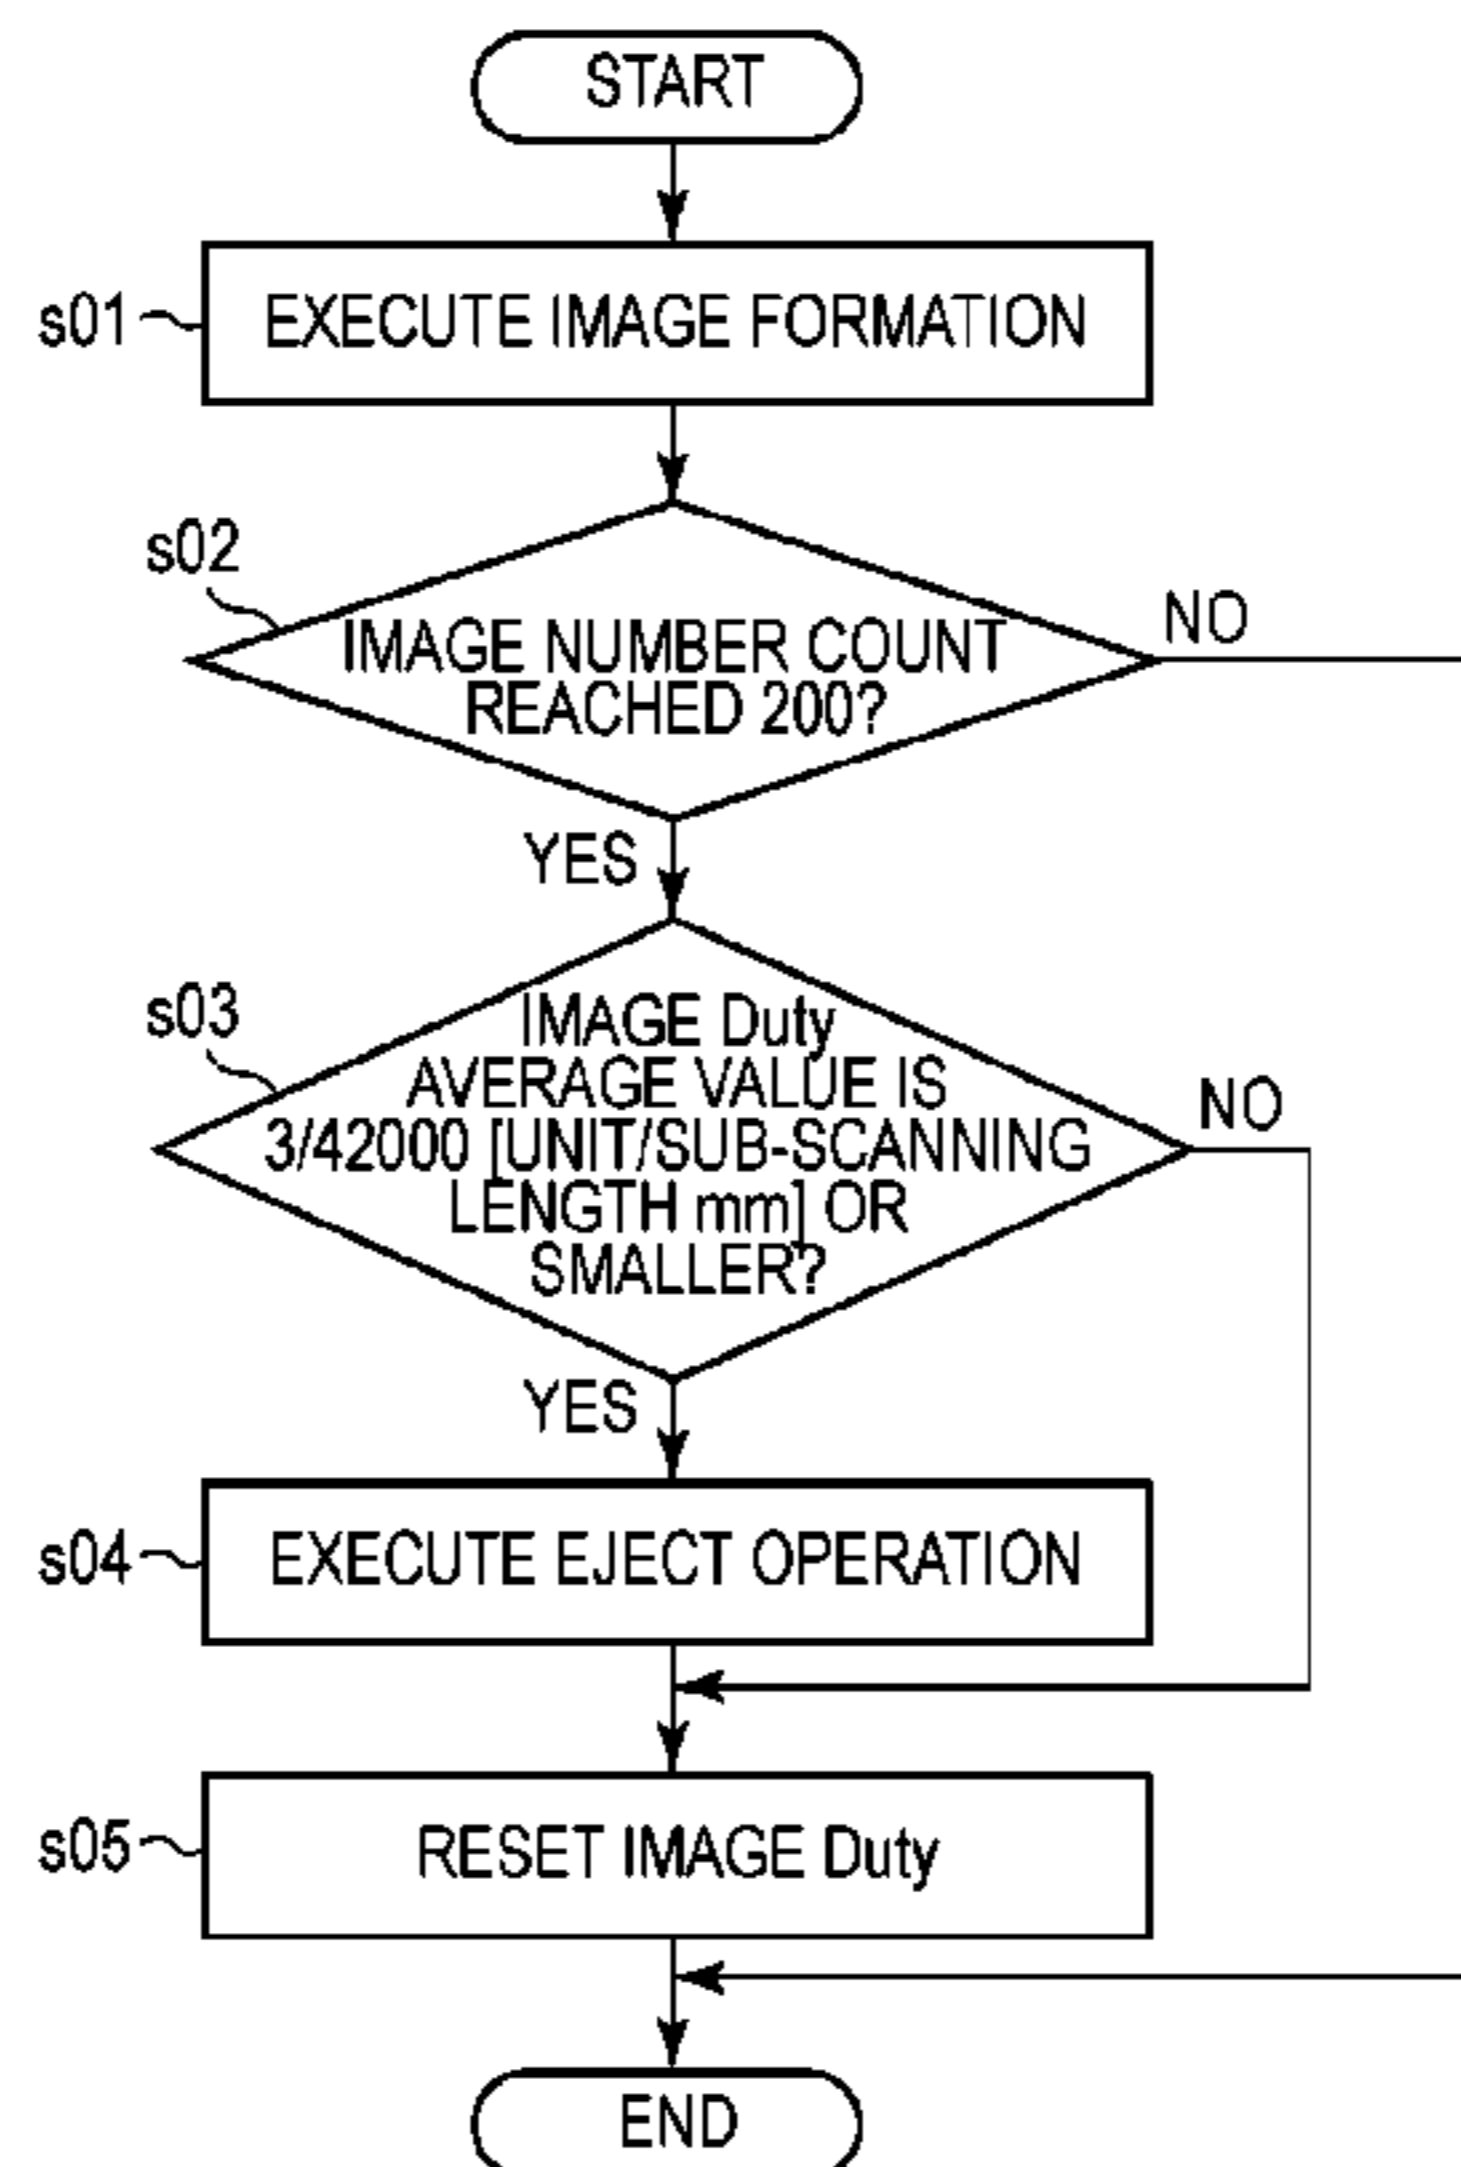 START
s01
EXECUTE IMAGE FORMATION
s02
IMAGE NUMBER COUNT
REACHED 200?
NO
YES
s03
IMAGE Duty
AVERAGE VALUE IS
3/42000 [UNIT/SUB-SCANNING
LENGTH mm] OR
SMALLER?
NO
YES
s04
EXECUTE EJECT OPERATION
s05
RESET IMAGE Duty
END